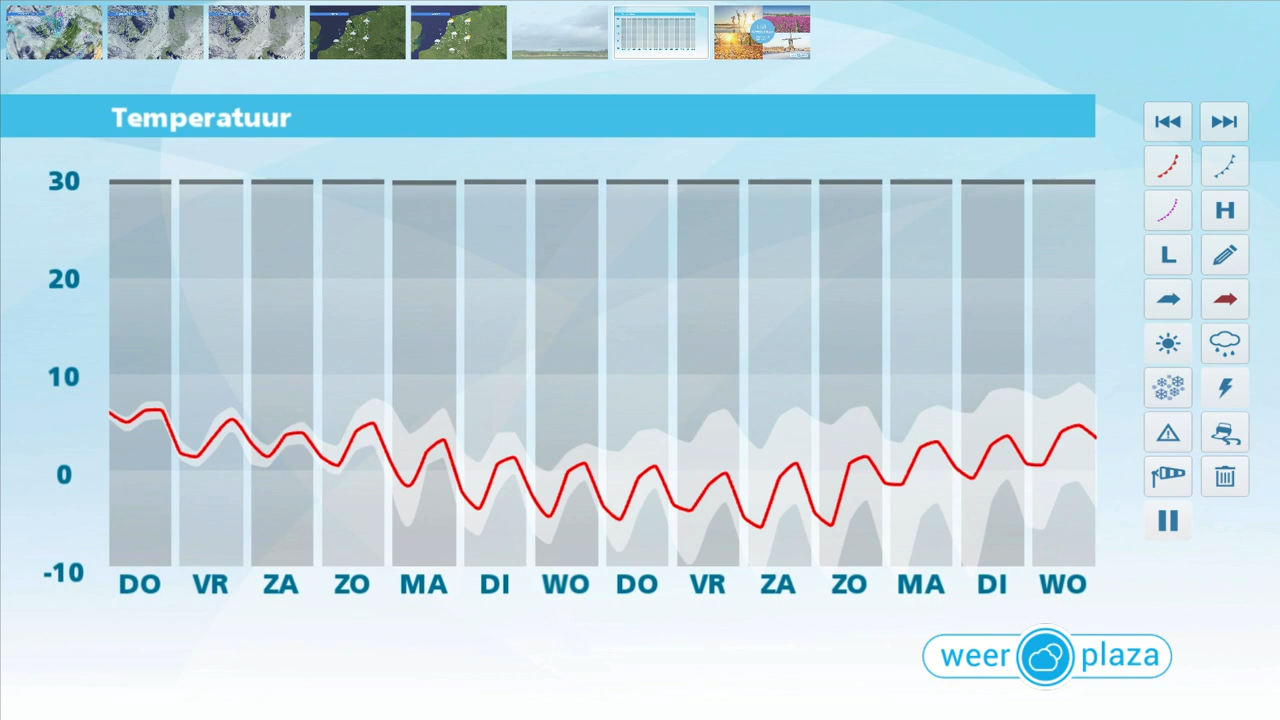 Temperatuur
30
20
10
0
-10
DO VR ZA ZO MA DI WO DO VR ZA ZO MA DI WO
H
L
weer plaza